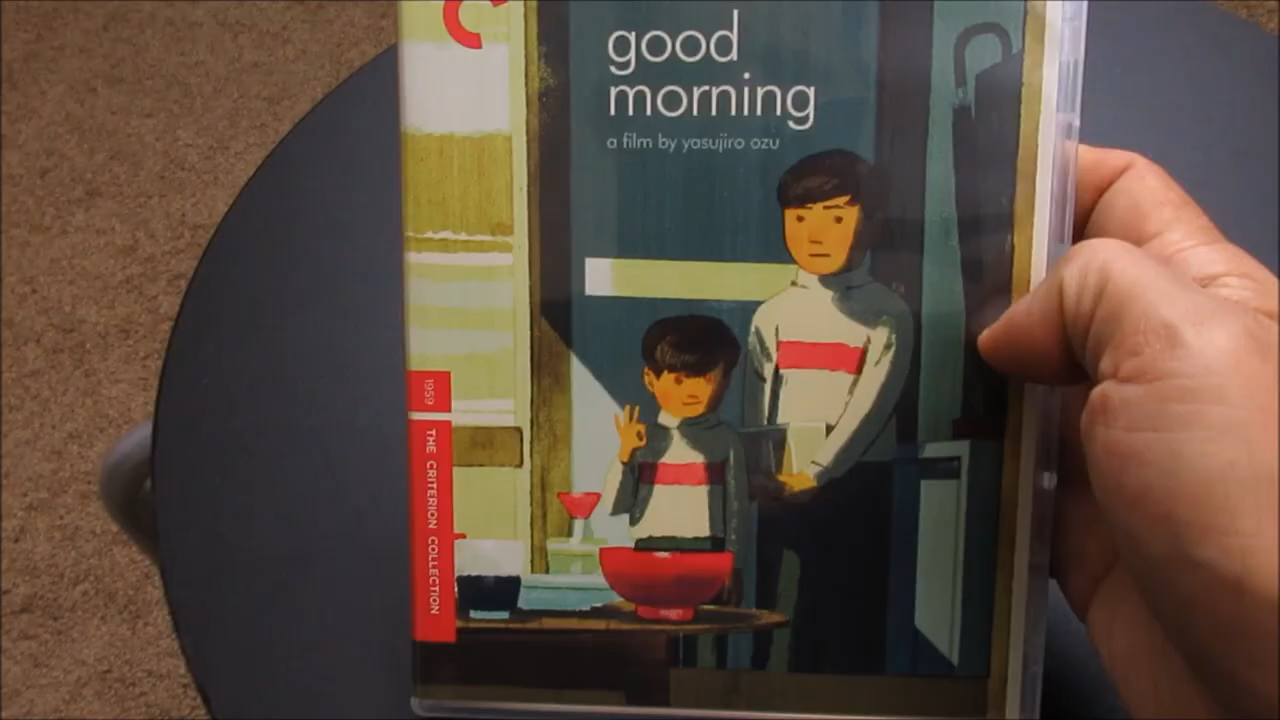 good
morning
a film by yasujiro ozu
1959
THE CRITERION COLLECTION